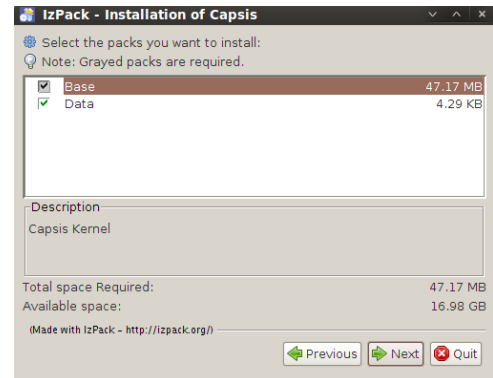 IzPack - Installation of Capsis
Select the packs you want to install:
Note: Grayed packs are required.
Base 47.17 MB
Data 4.29 KB
Description
Capsis Kernel
Total space Required: 47.17 MB
Available space: 16.98 GB
(Made with IzPack - http://izpack.org/)
Previous Next Quit